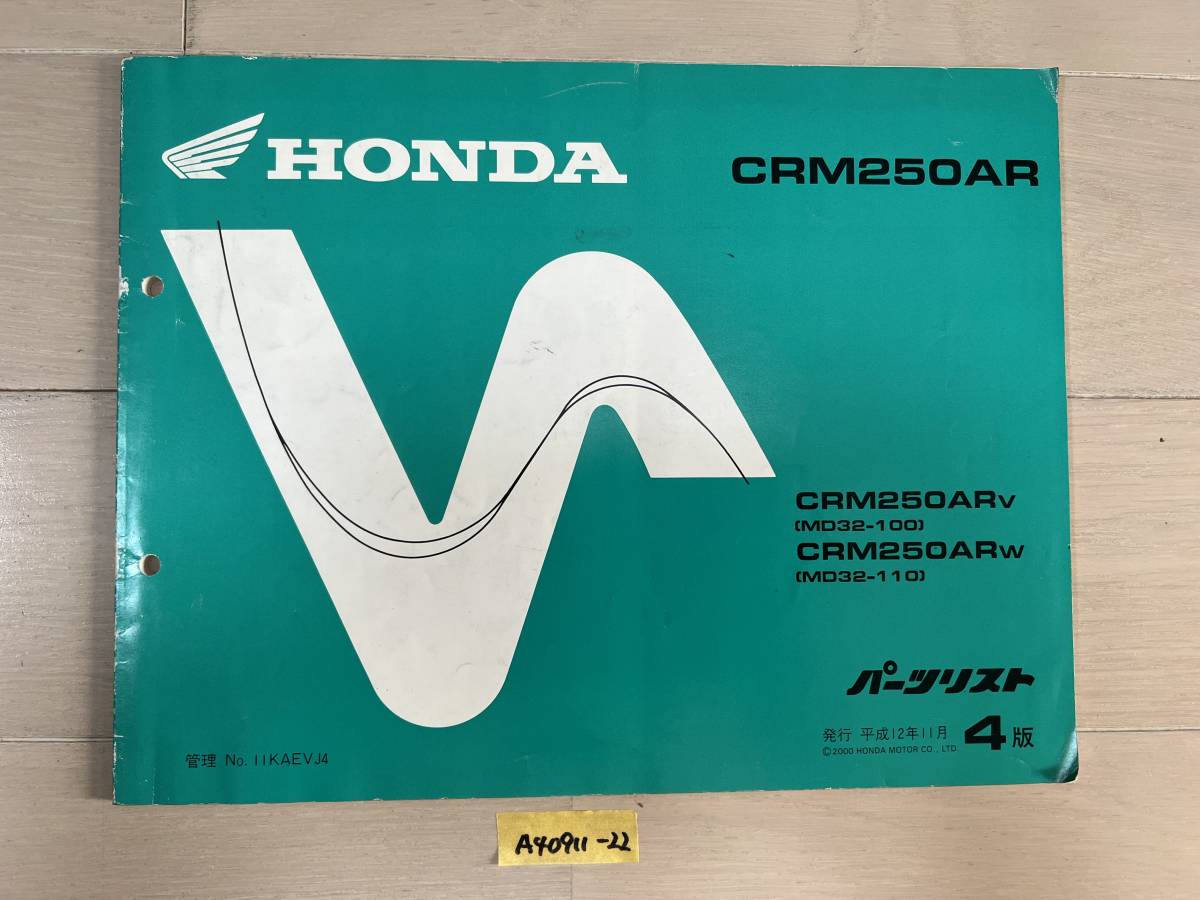 HONDA
CRM250AR
CRM250ARV
(MD32-100)
CRM250ARW
(MD32-110)
パーツリスト
発行 平成12年11月 4版
©2000 HONDA MOTOR CO., LTD.
管理 No. 11KAEVJ4
A40911-22